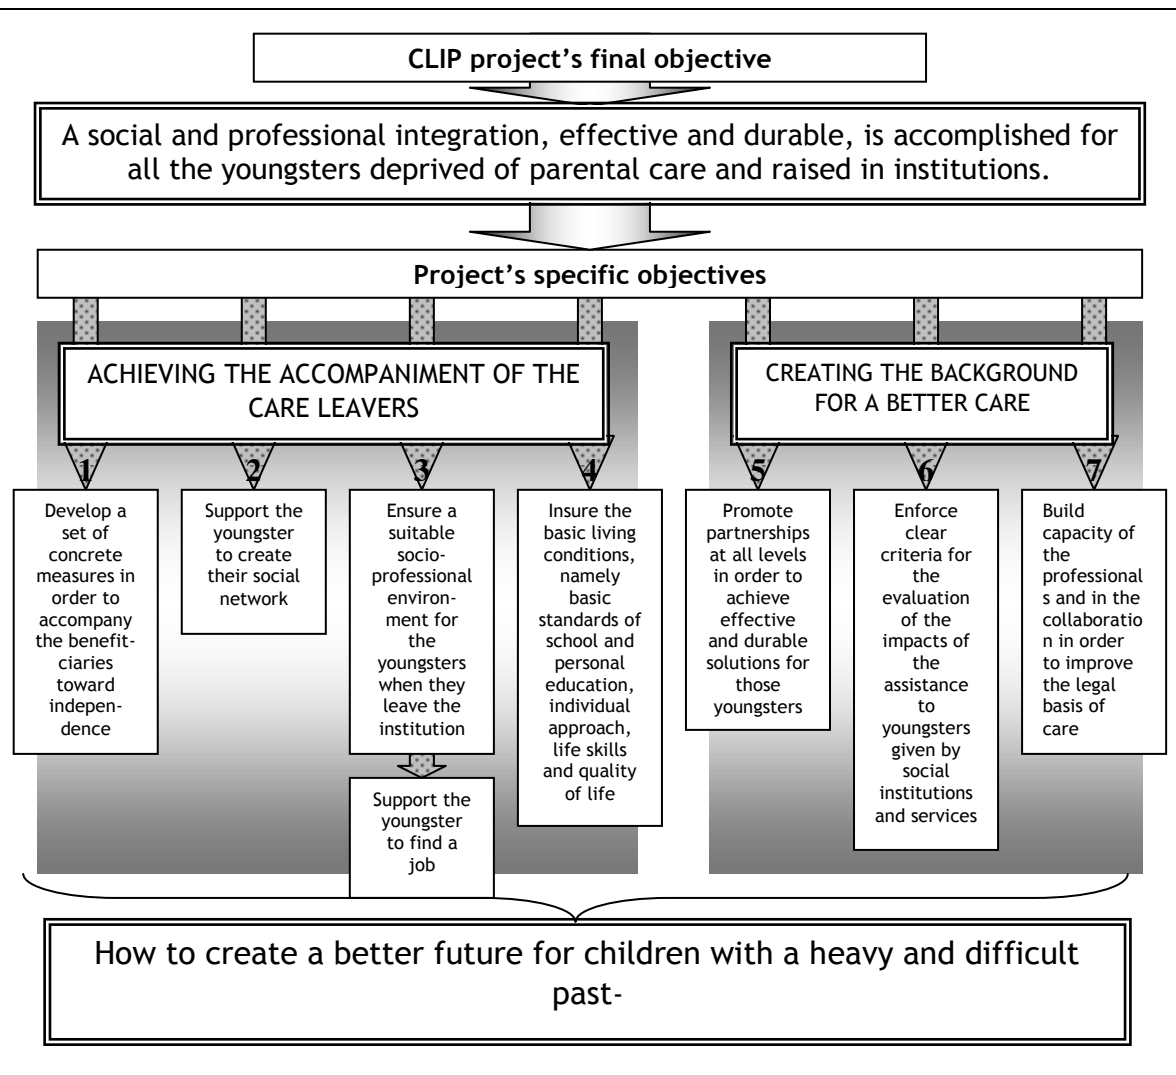 CLIP project's final objective
A social and professional integration, effective and durable, is accomplished for
all the youngsters deprived of parental care and raised in institutions.
Project's specific objectives
ACHIEVING THE ACCOMPANIMENT OF THE
CARE LEAVERS
CREATING THE BACKGROUND
FOR A BETTER CARE
1
2
3
4
5
6
7
Develop a
set of
concrete
measures in
order to
accompany
the benefit-
ciaries
toward
indepen-
dence
Support the
youngster
to create
their social
network
Ensure a
suitable
socio-
professional
environ-
ment for
the
youngsters
when they
leave the
institution
Support the
youngster
to find a
job
Insure the
basic living
conditions,
namely
basic
standards of
school and
personal
education,
individual
approach,
life skills
and quality
of life
Promote
partnerships
at all levels
in order to
achieve
effective
and durable
solutions for
those
youngsters
Enforce
clear
criteria for
the
evaluation
of the
impacts of
the
assistance
to
youngsters
given by
social
institutions
and services
Build
capacity of
the
professional
s and in the
collaboratio
n in order
to improve
the legal
basis of
care
How to create a better future for children with a heavy and difficult
past-